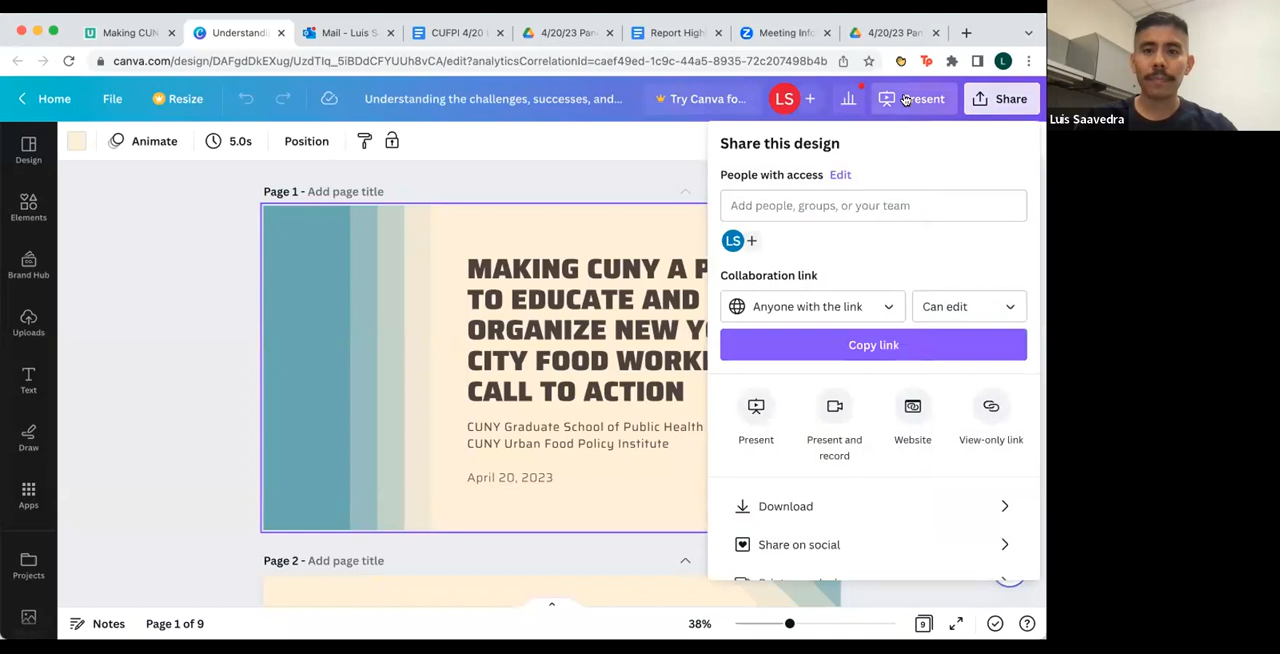 Making CUN
Understandi
Mail - Luis S
CUFPI 4/20
4/20/23 Pan
Report High
Meeting Info
4/20/23 Pan
canva.com/design/DAFgdDkEXug/UzdTIq_5iBDdCFYUUh8vCA/edit?analyticsCorrelationId=caef49ed-1c9c-44a5-8935-72c207498b4b
Tp
L
Home
File
Resize
Understanding the challenges, successes, and...
Try Canva fo...
LS
Present
Share
Luis Saavedra
Animate
5.0s
Position
Design
Elements
Brand Hub
Uploads
Text
Draw
Apps
Projects
Page 1 - Add page title
MAKING CUNY A P
TO EDUCATE AND
ORGANIZE NEW Y
CITY FOOD WORK
CALL TO ACTION
CUNY Graduate School of Public Health
CUNY Urban Food Policy Institute
April 20, 2023
Page 2 - Add page title
Share this design
People with access Edit
Add people, groups, or your team
LS
Collaboration link
Anyone with the link
Can edit
Copy link
Present
Present and
record
Website
View-only link
Download
Share on social
Notes
Page 1 of 9
38%
9